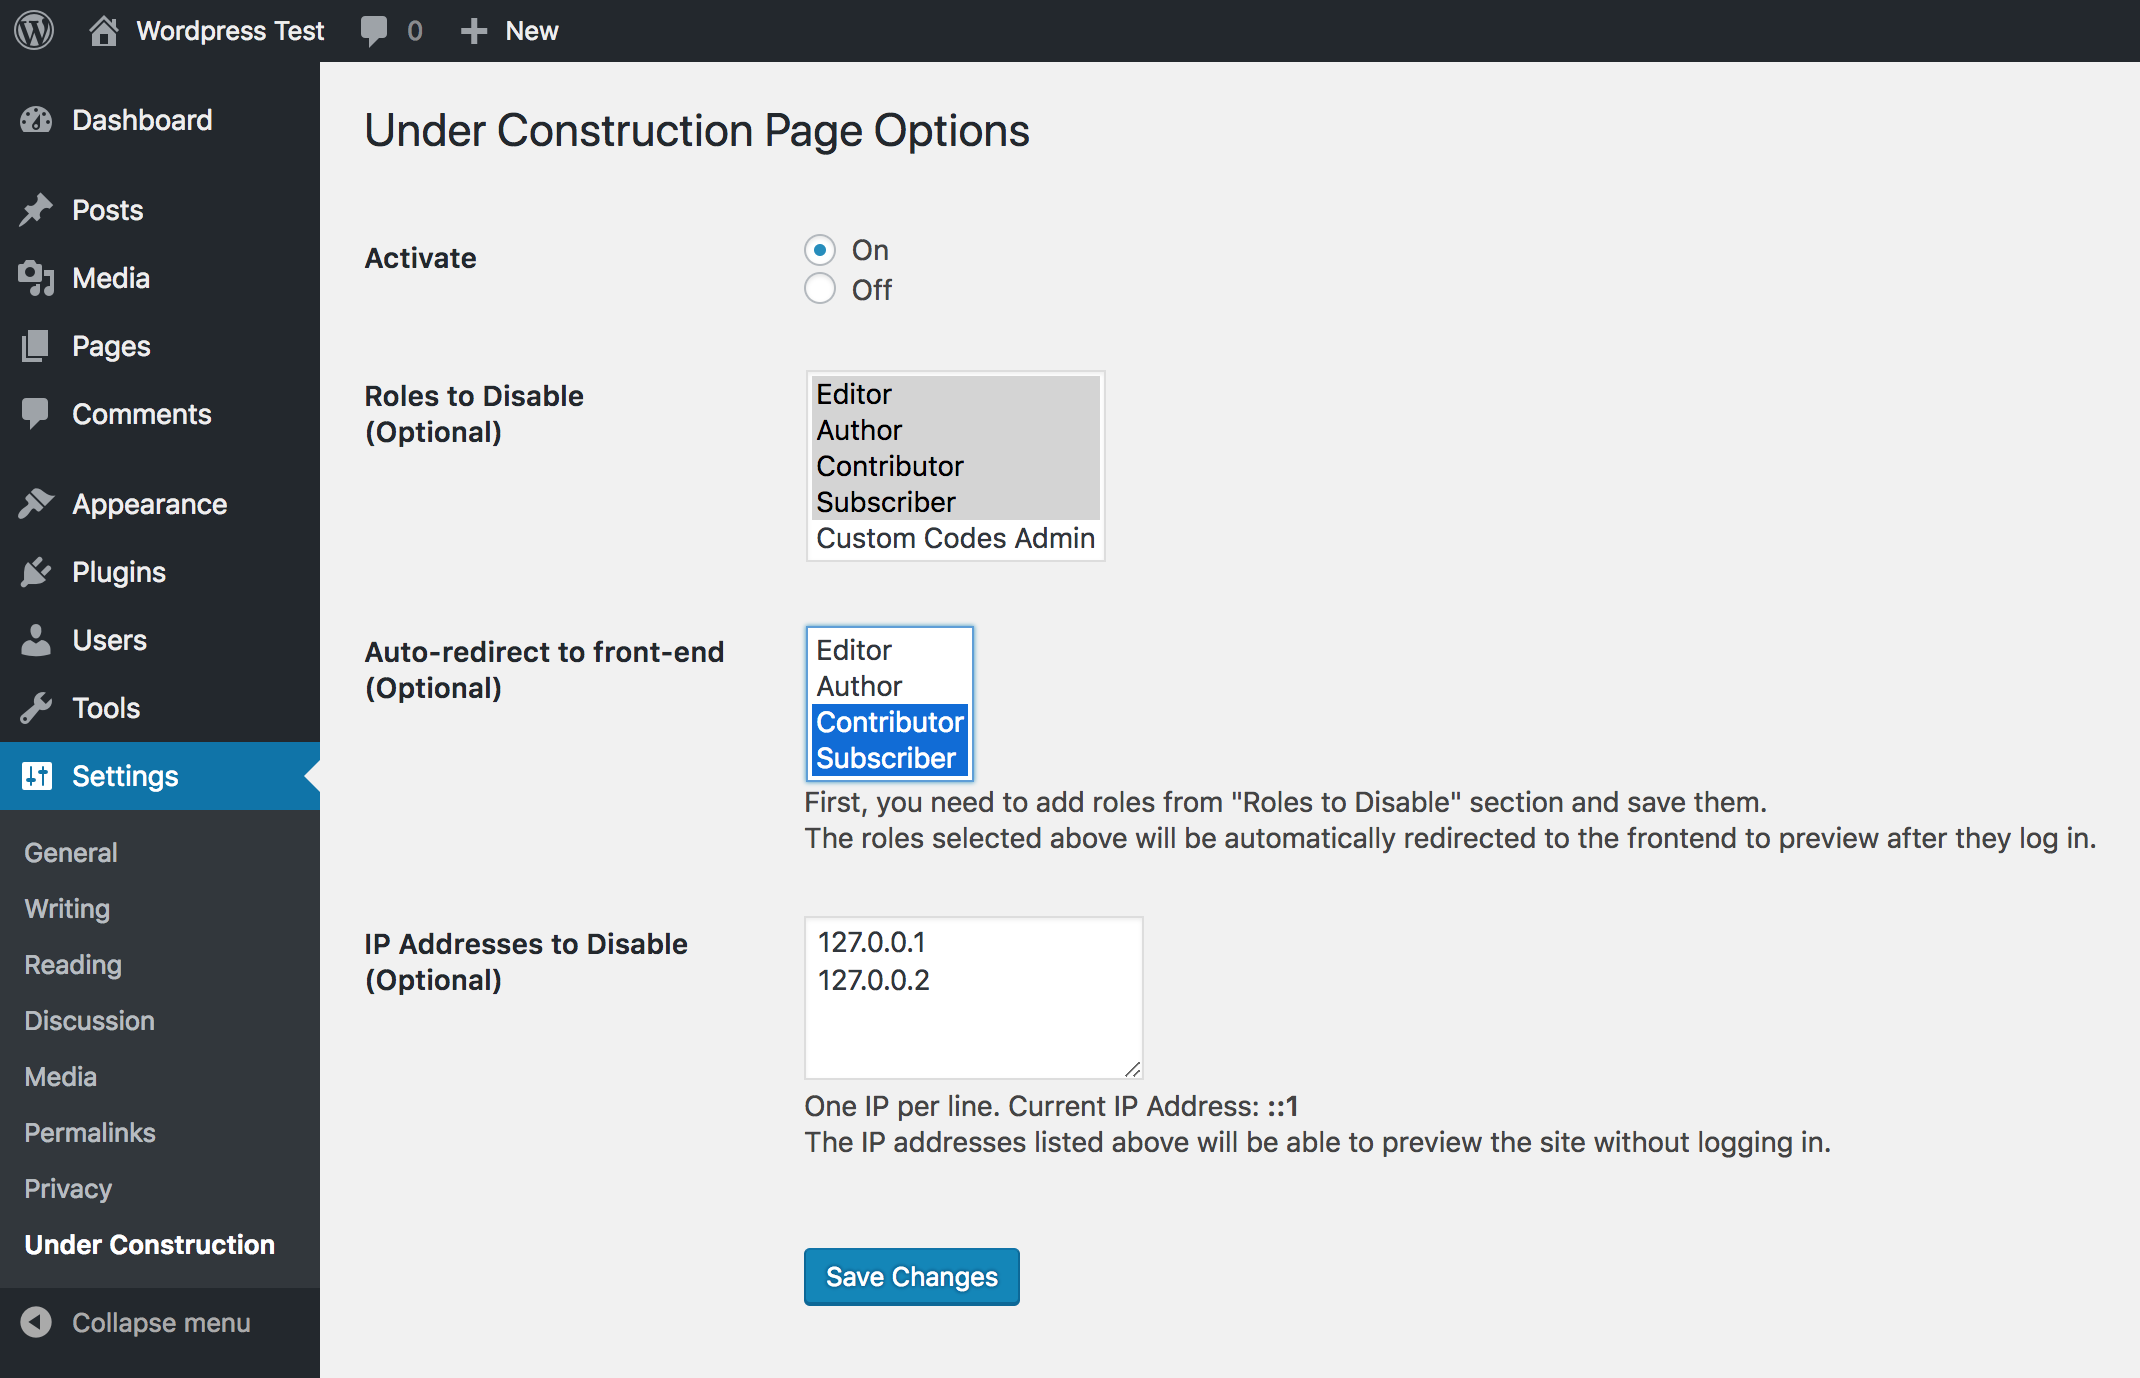 Wordpress Test 0 New
Dashboard
Posts
Media
Pages
Comments
Appearance
Plugins
Users
Tools
Settings
General
Writing
Reading
Discussion
Media
Permalinks
Privacy
Under Construction
Collapse menu
Under Construction Page Options
Activate
On
Off
Roles to Disable
(Optional)
Editor
Author
Contributor
Subscriber
Custom Codes Admin
Auto-redirect to front-end
(Optional)
Editor
Author
Contributor
Subscriber
First, you need to add roles from "Roles to Disable" section and save them.
The roles selected above will be automatically redirected to the frontend to preview after they log in.
IP Addresses to Disable
(Optional)
127.0.0.1
127.0.0.2
One IP per line. Current IP Address: ::1
The IP addresses listed above will be able to preview the site without logging in.
Save Changes